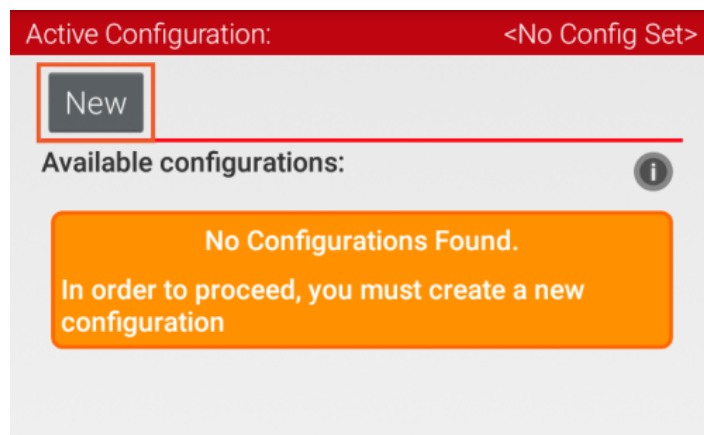 Active Configuration: <No Config Set>
New
Available configurations:
i
No Configurations Found.
In order to proceed, you must create a new
configuration